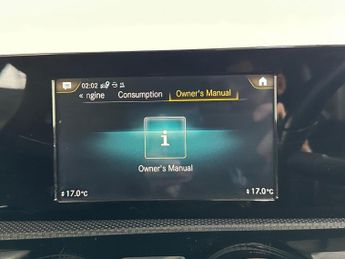 02:02
« ngine Consumption Owner's Manual
i
Owner's Manual
17.0°C 17.0°C